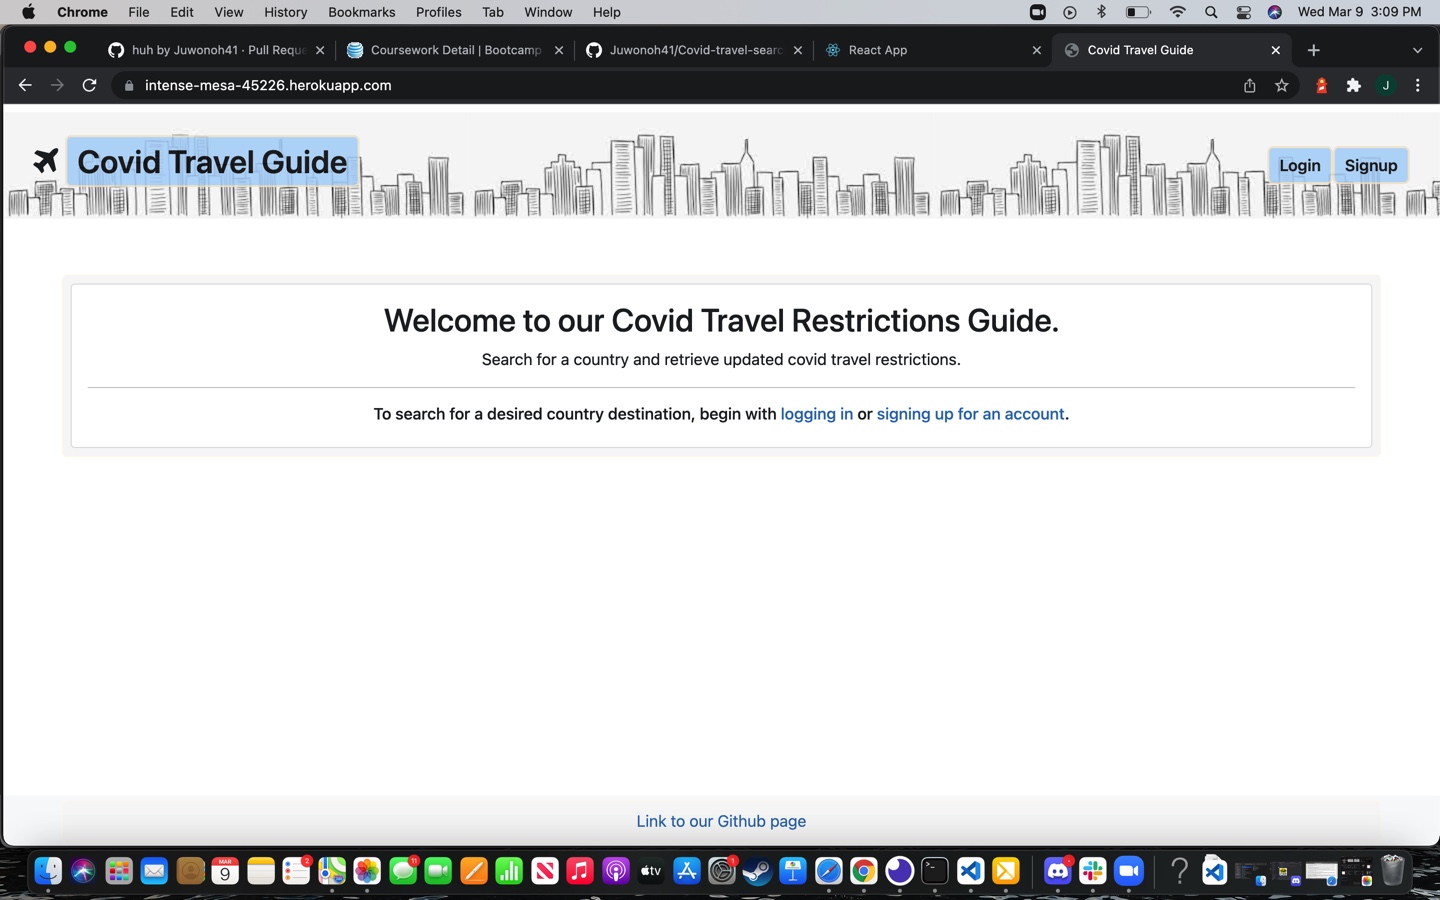 Chrome File Edit View History Bookmarks Profiles Tab Window Help Wed Mar 9 3:09 PM
huh by Juwonoh41 · Pull Reque Coursework Detail | Bootcamp Juwonoh41/Covid-travel-searc React App Covid Travel Guide
intense-mesa-45226.herokuapp.com J
Covid Travel Guide Login Signup
Welcome to our Covid Travel Restrictions Guide.
Search for a country and retrieve updated covid travel restrictions.
To search for a desired country destination, begin with logging in or signing up for an account.
Link to our Github page
MAR 9 2 11 tv 1